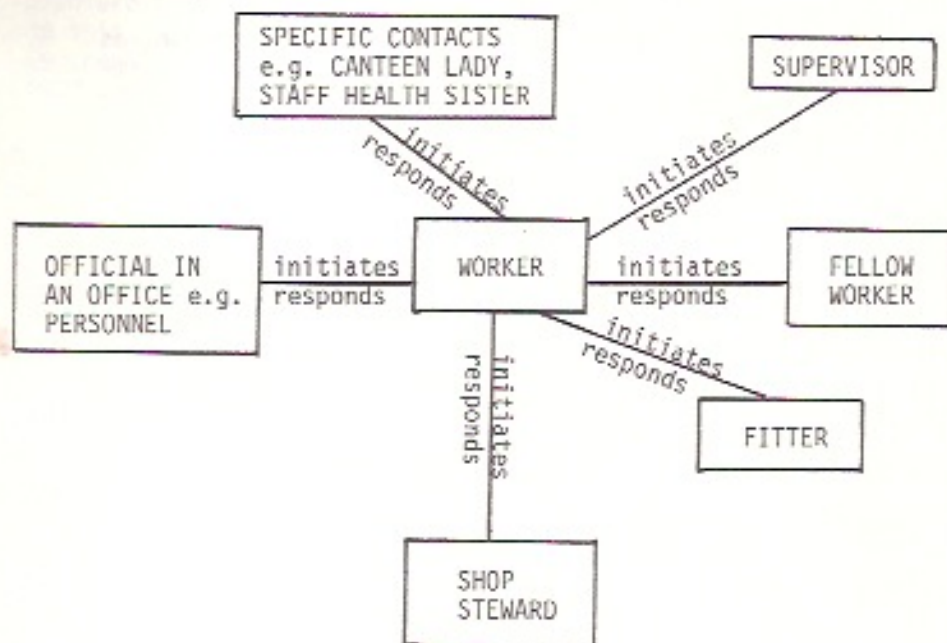 SPECIFIC CONTACTS
e.g. CANTEEN LADY,
STAFF HEALTH SISTER
SUPERVISOR
initiates
responds
initiates
responds
OFFICIAL IN
AN OFFICE e.g.
PERSONNEL
initiates
responds
WORKER
initiates
responds
FELLOW
WORKER
initiates
responds
initiates
responds
FITTER
SHOP
STEWARD